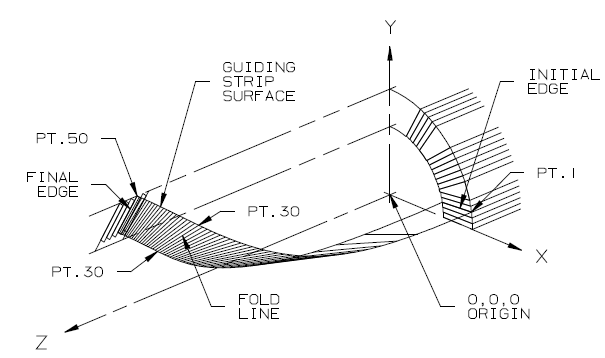 Y
GUIDING
STRIP
SURFACE
INITIAL
EDGE
PT.50
FINAL
EDGE
PT.1
PT.30
X
PT.30
FOLD
LINE
0,0,0
ORIGIN
Z